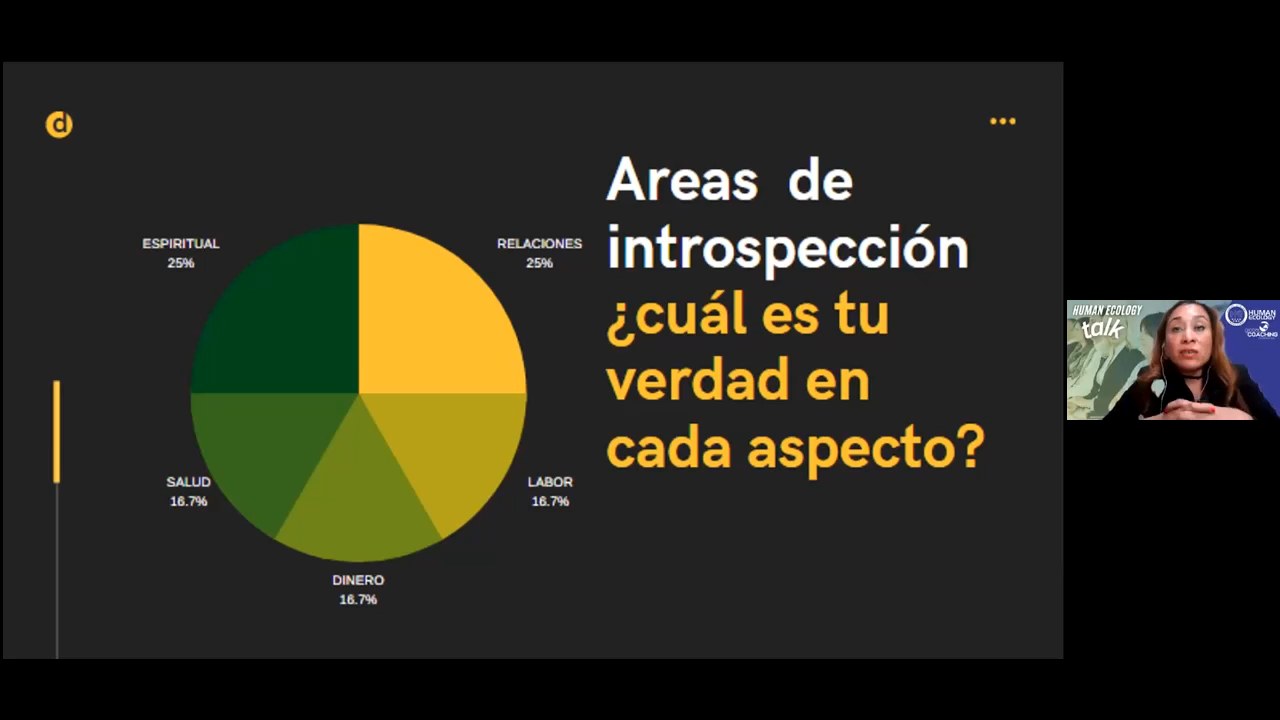 d
Areas de
introspección
¿cuál es tu
verdad en
cada aspecto?
ESPIRITUAL
25%
RELACIONES
25%
SALUD
16.7%
LABOR
16.7%
DINERO
16.7%
HUMAN ECOLOGY
talk
HUMAN
ECOLOGY
COACHING